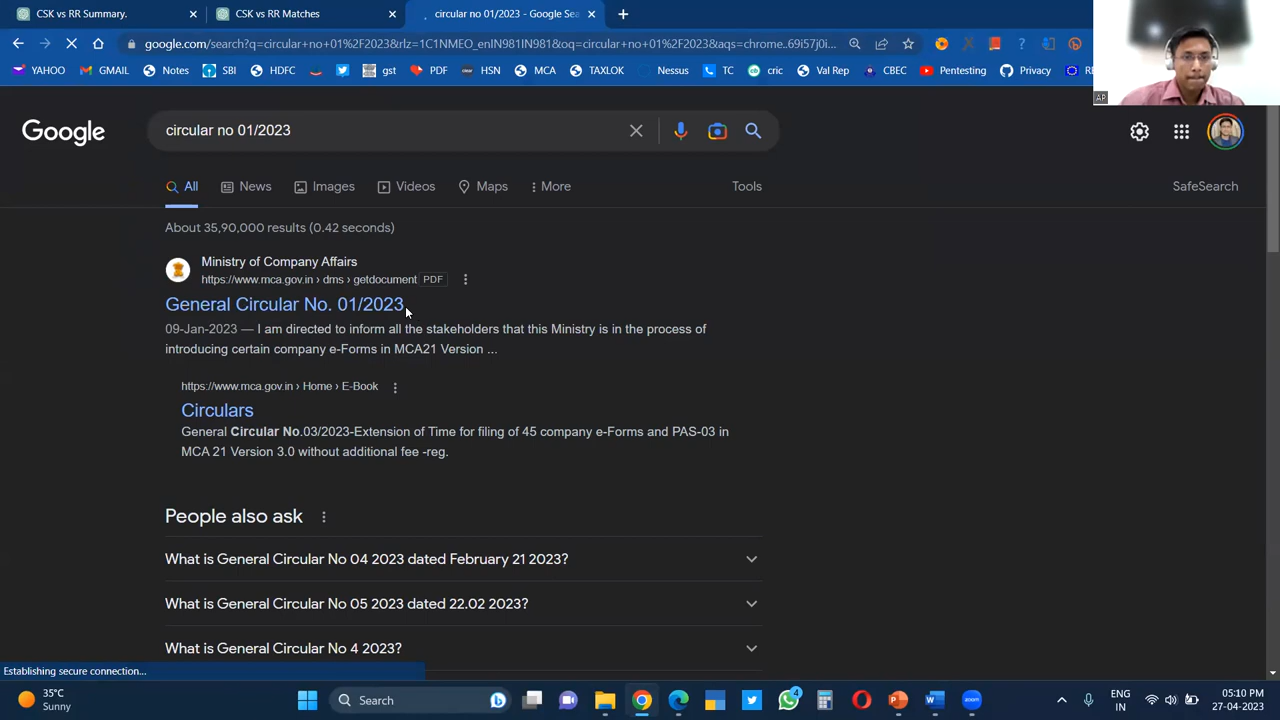 CSK vs RR Summary.
CSK vs RR Matches
circular no 01/2023 - Google Sea
google.com/search?q=circular+no+01%2F2023&rlz=1C1NMEO_enIN981IN981&oq=circular+no+01%2F2023&aqs=chrome..69i57j0i...
YAHOO
GMAIL
Notes
SBI
HDFC
gst
PDF
HSN
MCA
TAXLOK
Nessus
TC
cric
Val Rep
CBEC
Pentesting
Privacy
RE
AP
Google
circular no 01/2023
All
News
Images
Videos
Maps
More
Tools
SafeSearch
About 35,90,000 results (0.42 seconds)
Ministry of Company Affairs
https://www.mca.gov.in › dms › getdocument PDF
General Circular No. 01/2023
09-Jan-2023 — I am directed to inform all the stakeholders that this Ministry is in the process of
introducing certain company e-Forms in MCA21 Version ...
https://www.mca.gov.in › Home › E-Book
Circulars
General Circular No.03/2023-Extension of Time for filing of 45 company e-Forms and PAS-03 in
MCA 21 Version 3.0 without additional fee -reg.
People also ask
What is General Circular No 04 2023 dated February 21 2023?
What is General Circular No 05 2023 dated 22.02 2023?
What is General Circular No 4 2023?
Establishing secure connection...
35°C
Sunny
Search
4
zoom
ENG
IN
05:10 PM
27-04-2023